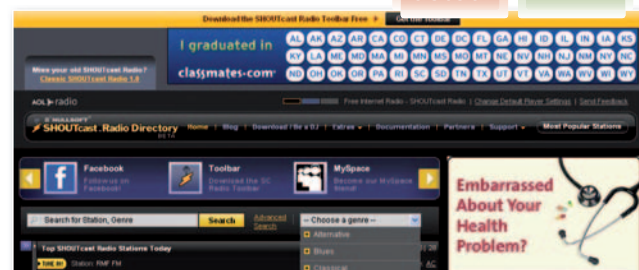 Download the SHOUTcast Radio Toolbar Free
Get the Toolbar
I graduated in
classmates.com
AL AK AZ AR CA CO CT DE DC FL GA HI ID IL IN IA KS
KY LA ME MD MA MI MN MS MO MT NE NV NH NJ NM NY NC
ND OH OK OR PA RI SC SD TN TX UT VT VA WA WV WI WY
Miss your old SHOUTcast Radio?
Classic SHOUTcast Radio 1.0
AOL radio
Free Internet Radio - SHOUTcast Radio | Change Default Player Settings | Send Feedback
NULLSOFT
SHOUTcast Radio Directory
BETA
Home | Blog | Download / Be a DJ | Extras | Documentation | Partners | Support
Most Popular Stations
Facebook
Follow us on
Facebook!
Toolbar
Download the SC
Radio Toolbar
MySpace
Become our MySpace
friend!
Search for Station, Genre
Search
Advanced
Search
-- Choose a genre --
Alternative
Blues
Classical
Top SHOUTcast Radio Stations Today
TUNE IN!
Station: RMF FM
AC
Embarrassed
About Your
Health
Problem?